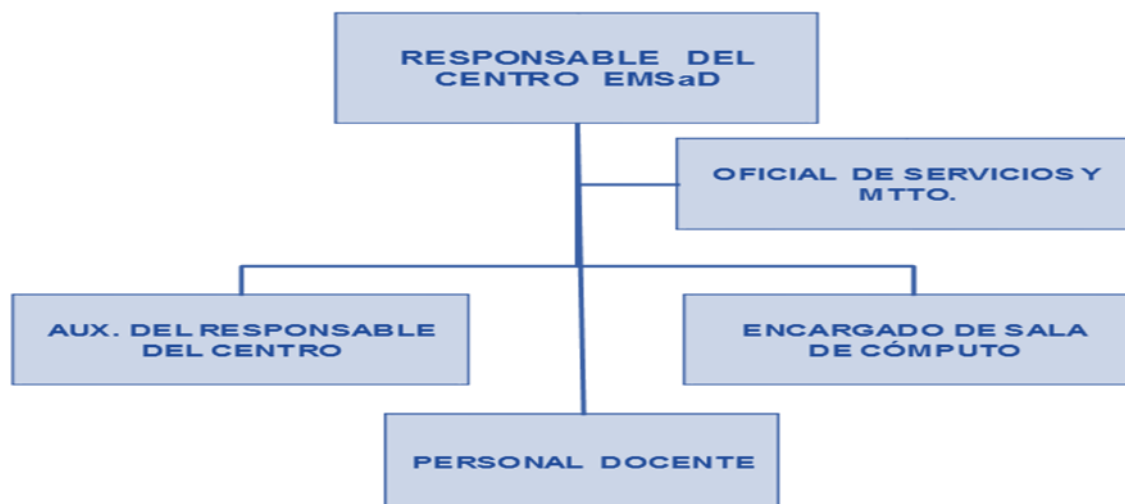 RESPONSABLE DEL
CENTRO EMSaD
OFICIAL DE SERVICIOS Y
MTTO.
AUX. DEL RESPONSABLE
DEL CENTRO
ENCARGADO DE SALA
DE CÓMPUTO
PERSONAL DOCENTE